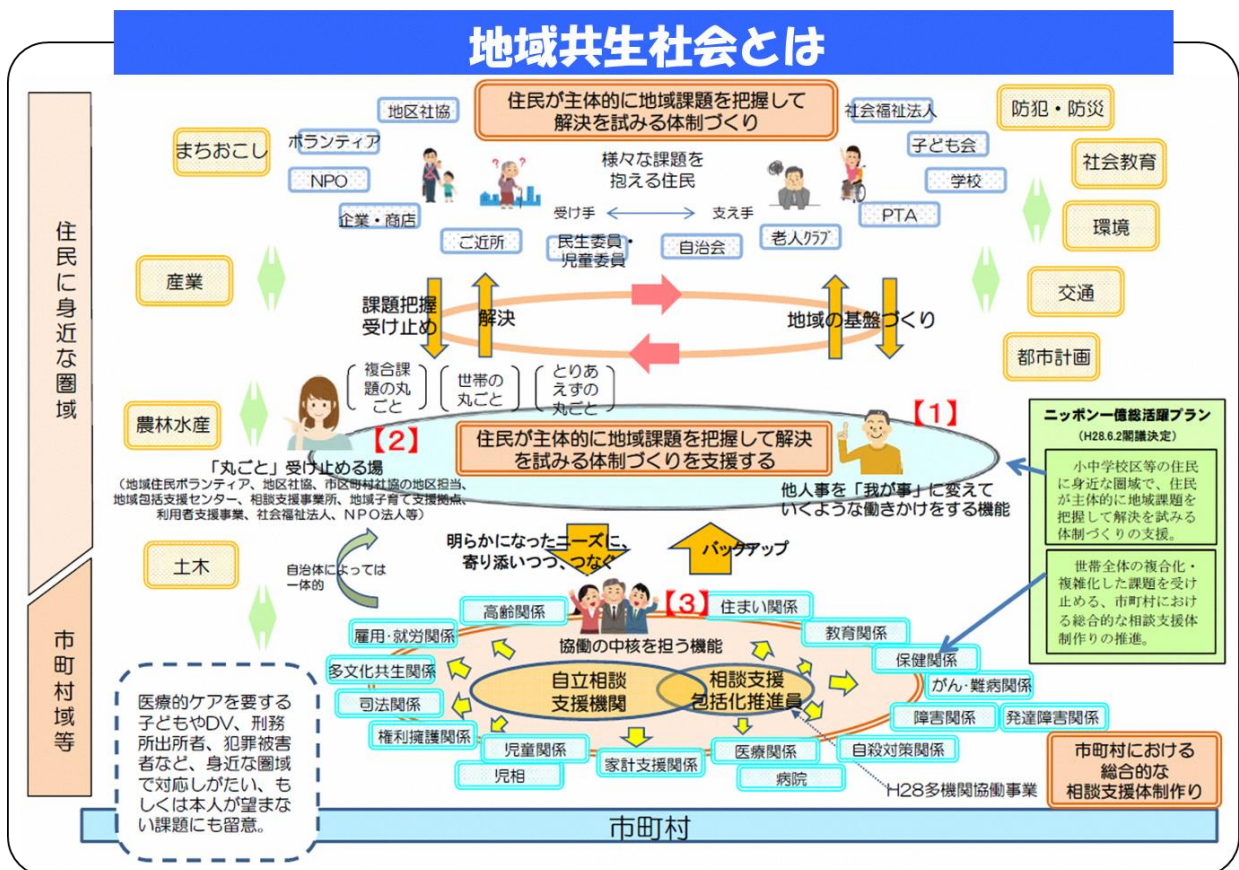 地域共生社会とは
住民に身近な圏域
市町村域等
住民が主体的に地域課題を把握して
解決を試みる体制づくり
地区社協
社会福祉法人
防犯・防災
まちおこし
ボランティア
子ども会
社会教育
様々な課題を
抱える住民
NPO
学校
企業・商店
受け手
支え手
PTA
環境
ご近所
民生委員・
児童委員
自治会
老人クラブ
産業
交通
課題把握
受け止め
解決
地域の基盤づくり
都市計画
複合課
題の丸
ごと
世帯の
丸ごと
とりあ
えずの
丸ごと
農林水産
【2】
住民が主体的に地域課題を把握して解決
を試みる体制づくりを支援する
【1】
「丸ごと」受け止める場
(地域住民ボランティア、地区社協、市区町村社協の地区担当、
地域包括支援センター、相談支援事業所、地域子育て支援拠点、
利用者支援事業、社会福祉法人、NPO法人等)
他人事を「我が事」に変えて
いくような働きかけをする機能
ニッポン一億総活躍プラン
(H28.6.2閣議決定)
小中学校区等の住民
に身近な圏域で、住民
が主体的に地域課題を
把握して解決を試みる
体制づくりの支援。
世帯全体の複合化・
複雑化した課題を受け
止める、市町村におけ
る総合的な相談支援体
制作りの推進。
明らかになったニーズに、
寄り添いつつ、つなぐ
バックアップ
土木
自治体によっては
一体的
【3】
協働の中核を担う機能
高齢関係
住まい関係
雇用・就労関係
教育関係
多文化共生関係
保健関係
自立相談
支援機関
相談支援
包括化推進員
がん・難病関係
司法関係
障害関係
発達障害関係
権利擁護関係
児童関係
医療関係
自殺対策関係
児相
家計支援関係
病院
H28多機関協働事業
医療的ケアを要する
子どもやDV、刑務
所出所者、犯罪被害
者など、身近な圏域
で対応しがたい、も
しくは本人が望まな
い課題にも留意。
市町村における
総合的な
相談支援体制作り
市町村